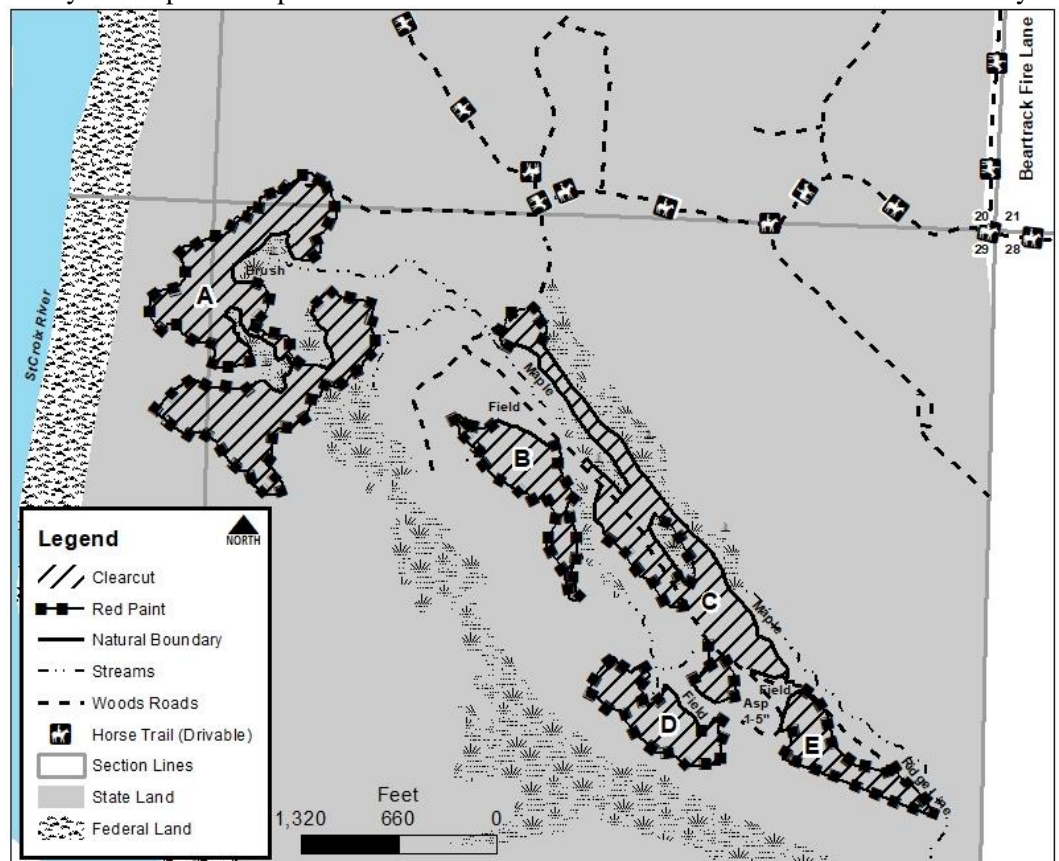 Beartrack Fire Lane
20 21
29 28
StCroix River
Brush
A
Maple
Field
B
C
Maple
Field
D
Field
Asp
1-5"
E
Ridge Line
Legend
NORTH
Clearcut
Red Paint
Natural Boundary
Streams
Woods Roads
Horse Trail (Drivable)
Section Lines
State Land
Federal Land
Feet
1,320 660 0